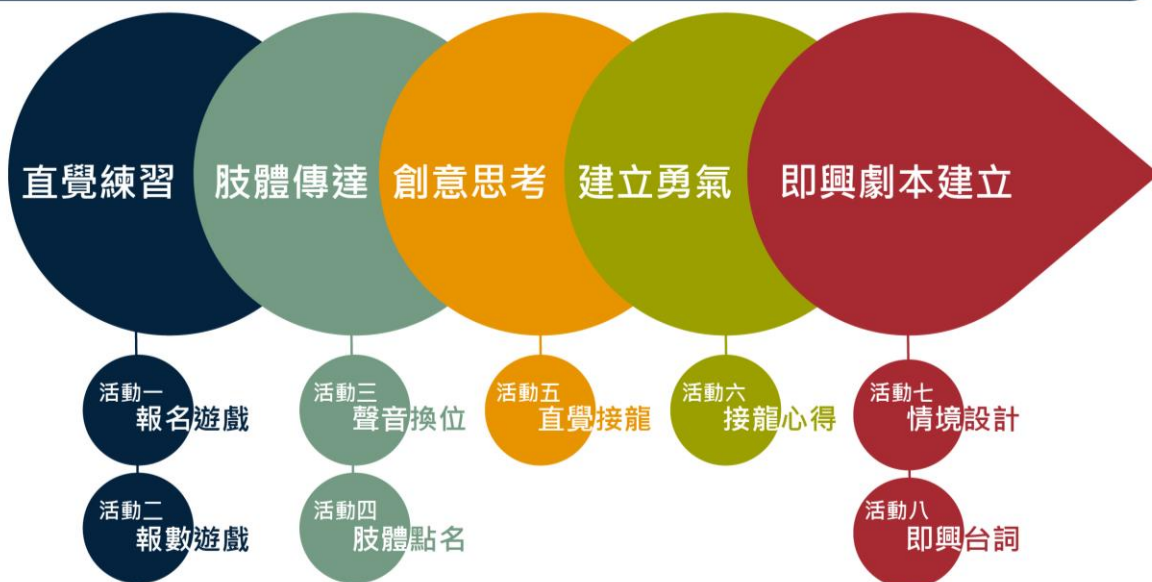 直覺練習
肢體傳達
創意思考
建立勇氣
即興劇本建立
活動一
報名遊戲
活動二
報數遊戲
活動三
聲音換位
活動四
肢體點名
活動五
直覺接龍
活動六
接龍心得
活動七
情境設計
活動八
即興台詞